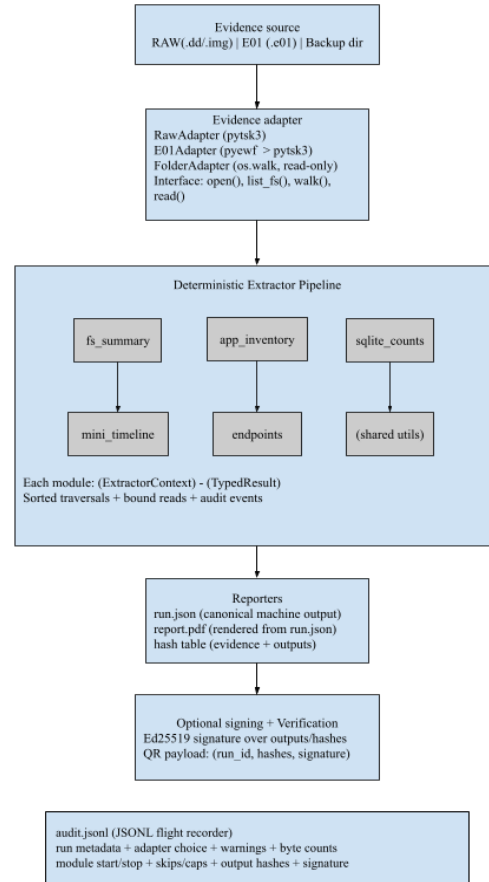 Evidence source
RAW(.dd/.img) | E01 (.e01) | Backup dir
Evidence adapter
RawAdapter (pytsk3)
E01Adapter (pyewf > pytsk3)
FolderAdapter (os.walk, read-only)
Interface: open(), list_fs(), walk(),
read()
Deterministic Extractor Pipeline
fs_summary
app_inventory
sqlite_counts
mini_timeline
endpoints
(shared utils)
Each module: (ExtractorContext) - (TypedResult)
Sorted traversals + bound reads + audit events
Reporters
run.json (canonical machine output)
report.pdf (rendered from run.json)
hash table (evidence + outputs)
Optional signing + Verification
Ed25519 signature over outputs/hashes
QR payload: (run_id, hashes, signature)
audit.jsonl (JSONL flight recorder)
run metadata + adapter choice + warnings + byte counts
module start/stop + skips/caps + output hashes + signature